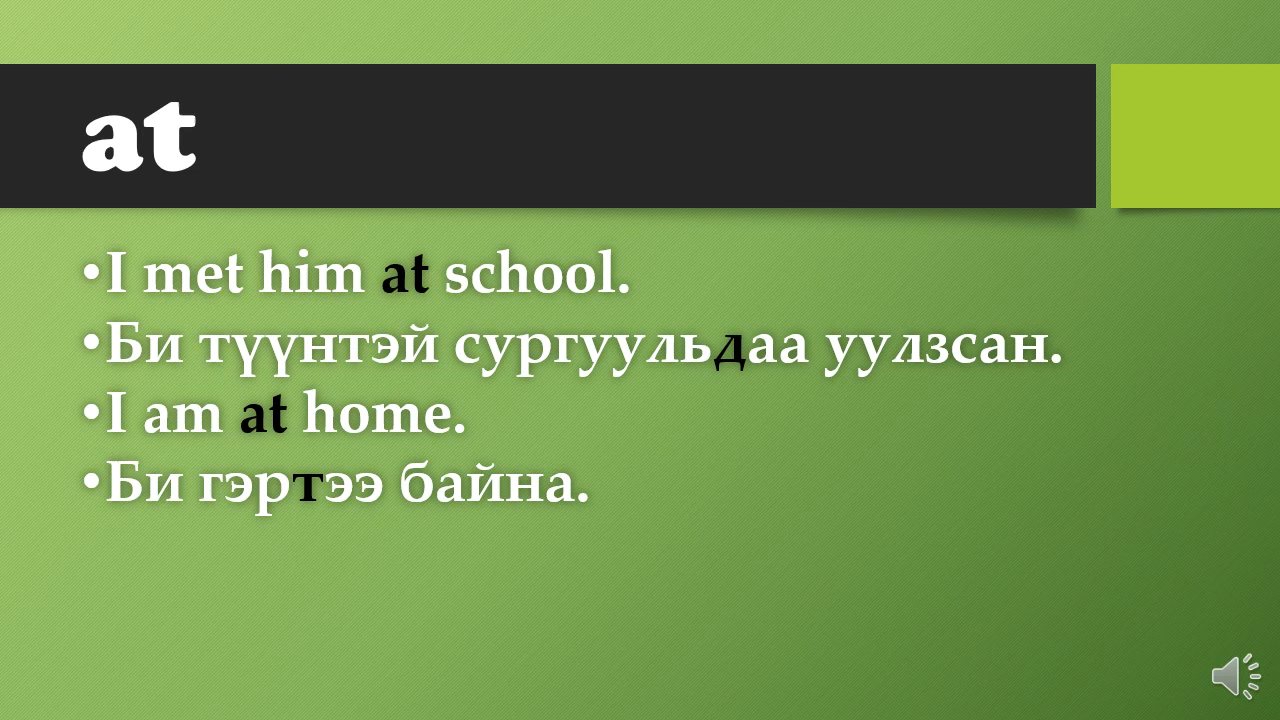 at
•I met him at school.
•Би түүнтэй сургуульдаа уулзсан.
•I am at home.
•Би гэртээ байна.